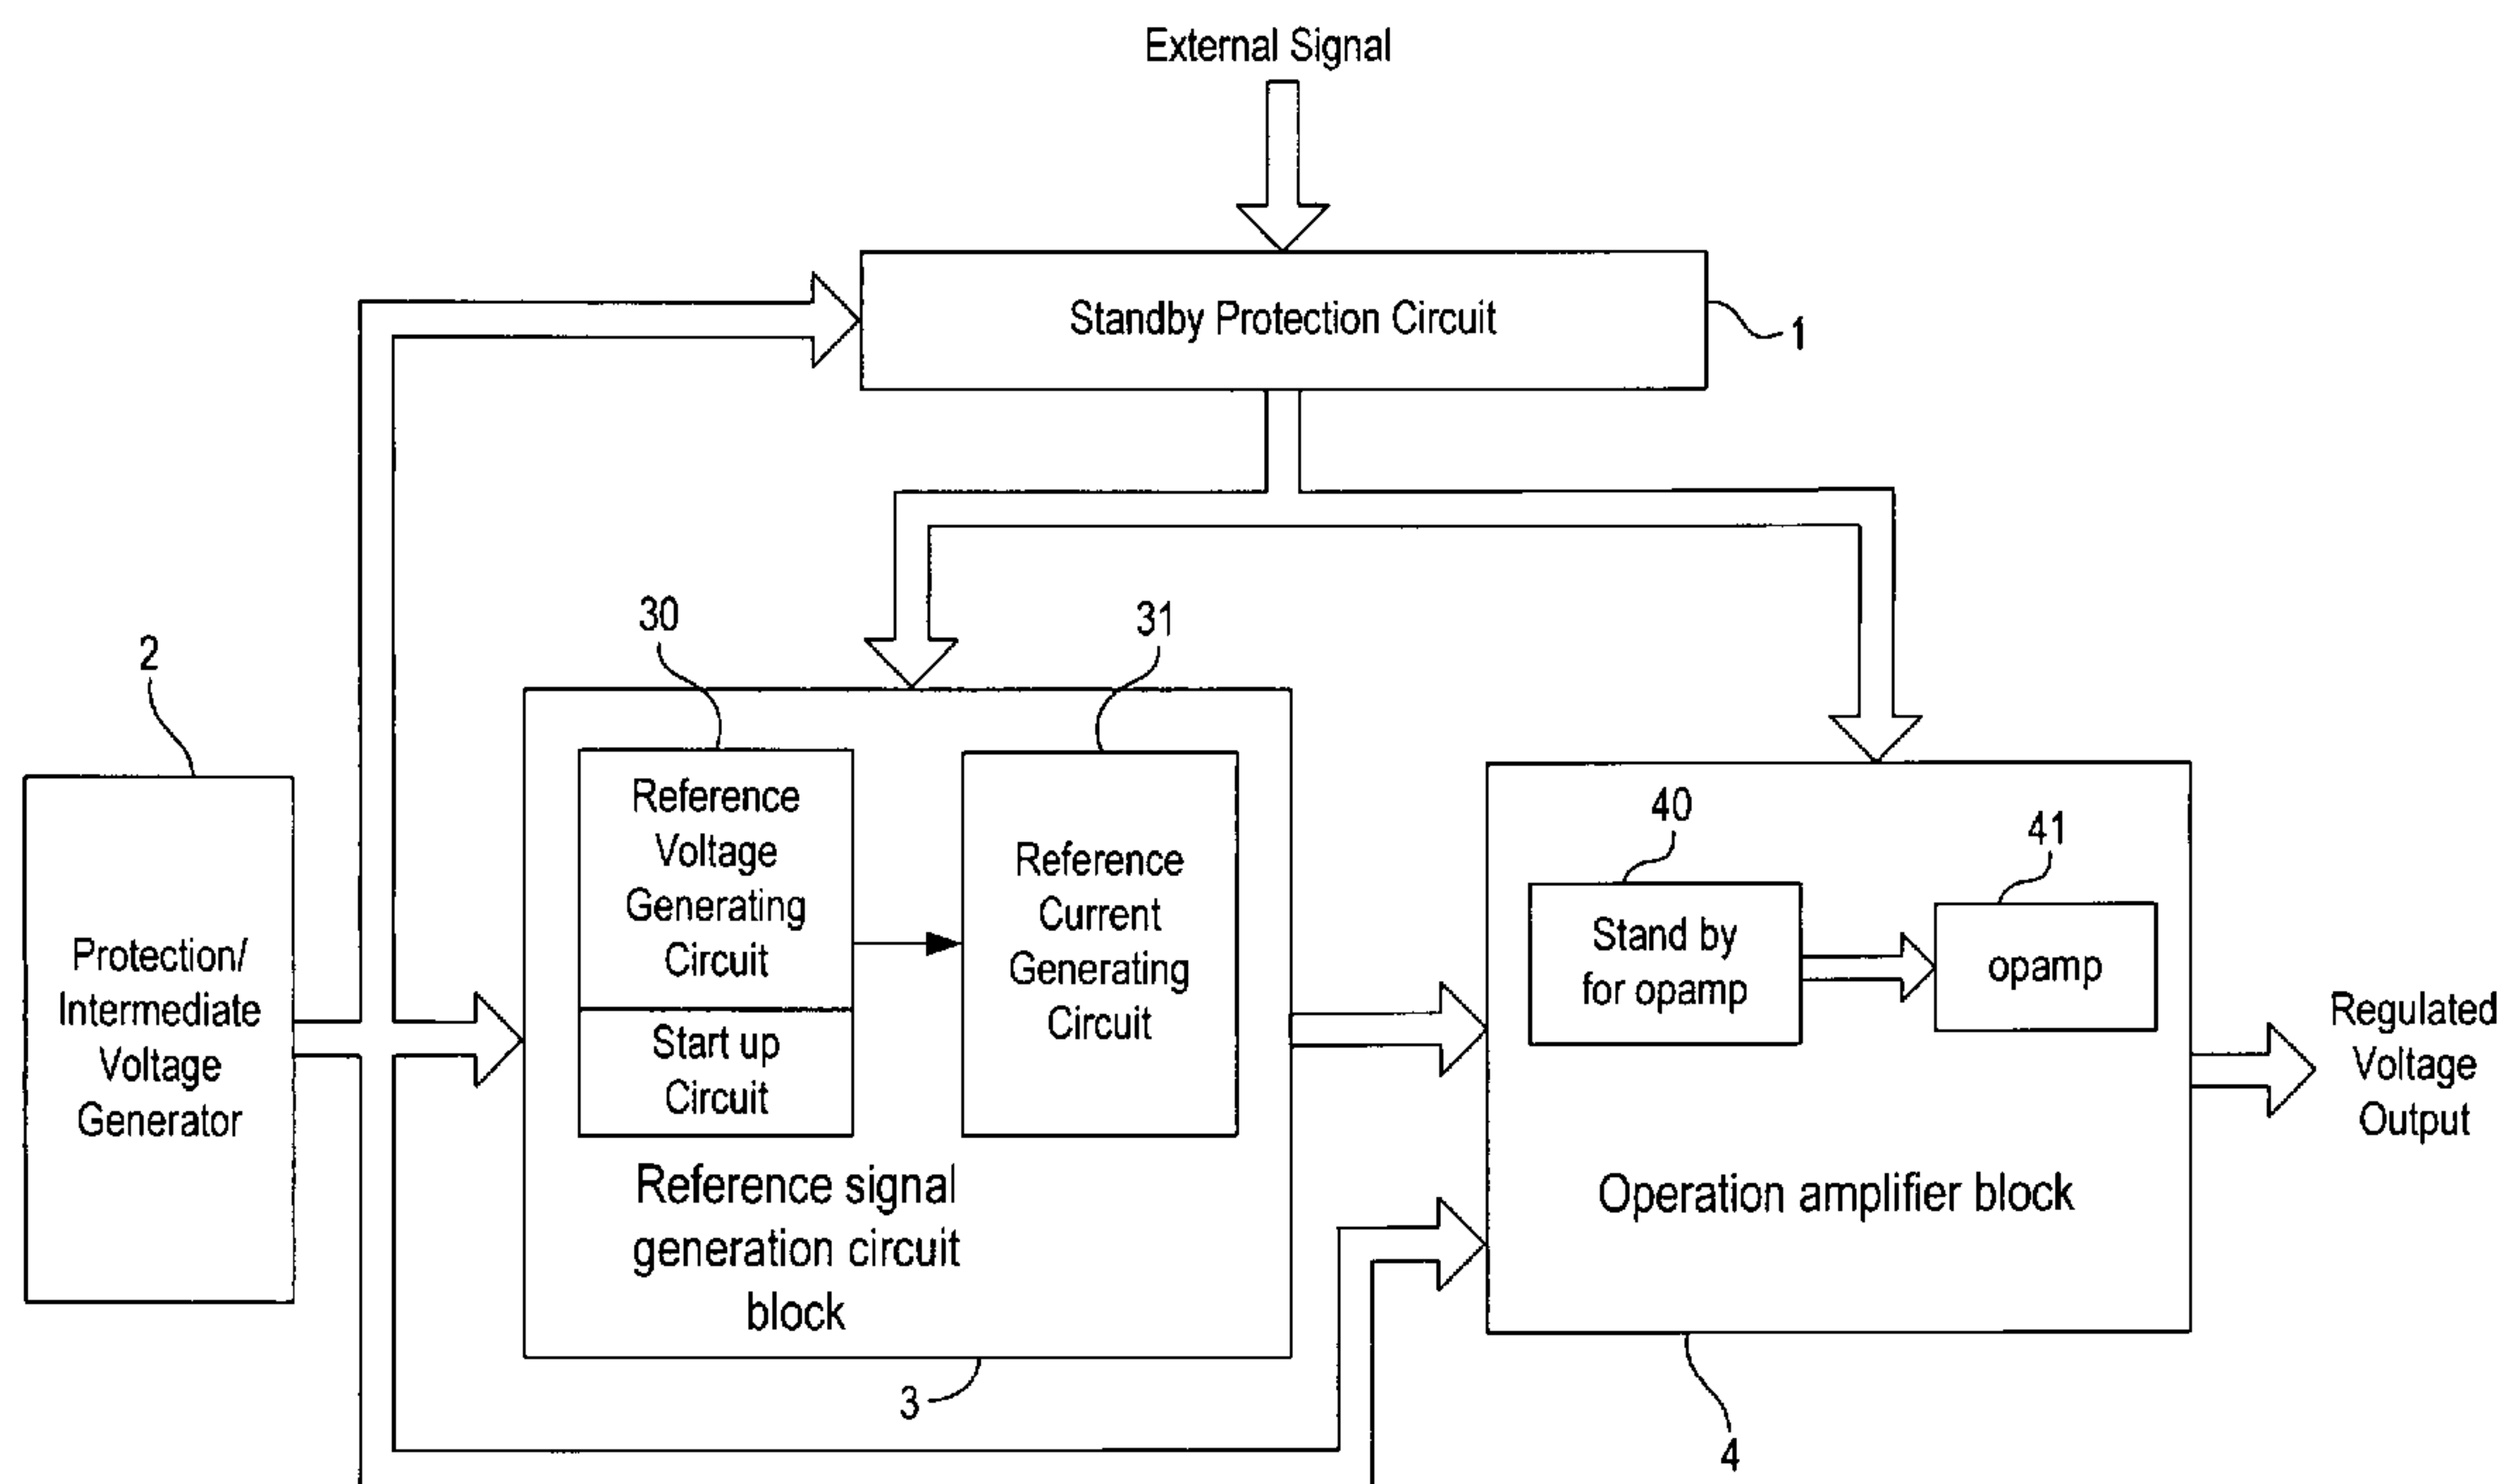 External Signal
Standby Protection Circuit
1
30
31
2
Reference
Voltage
Generating
Circuit
Start up
Circuit
Reference
Current
Generating
Circuit
40
41
Stand by
for opamp
opamp
Protection/
Intermediate
Voltage
Generator
Regulated
Voltage
Output
Reference signal
generation circuit
block
Operation amplifier block
3
4